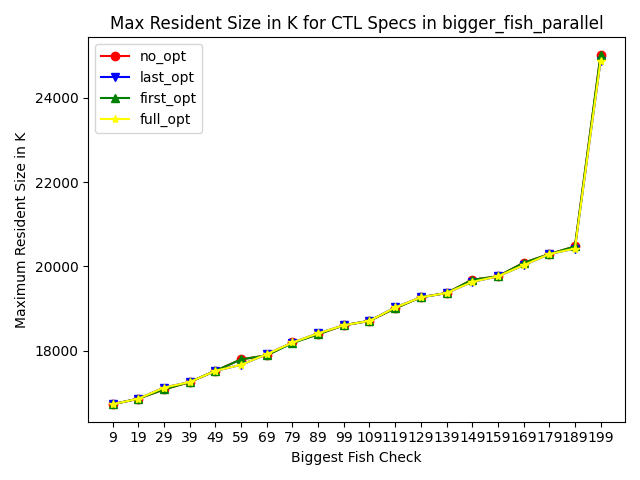 Max Resident Size in K for CTL Specs in bigger_fish_parallel
no_opt
last_opt
first_opt
full_opt
Maximum Resident Size in K
24000
22000
20000
18000
9 19 29 39 49 59 69 79 89 99 109 119 129 139 149 159 169 179 189 199
Biggest Fish Check